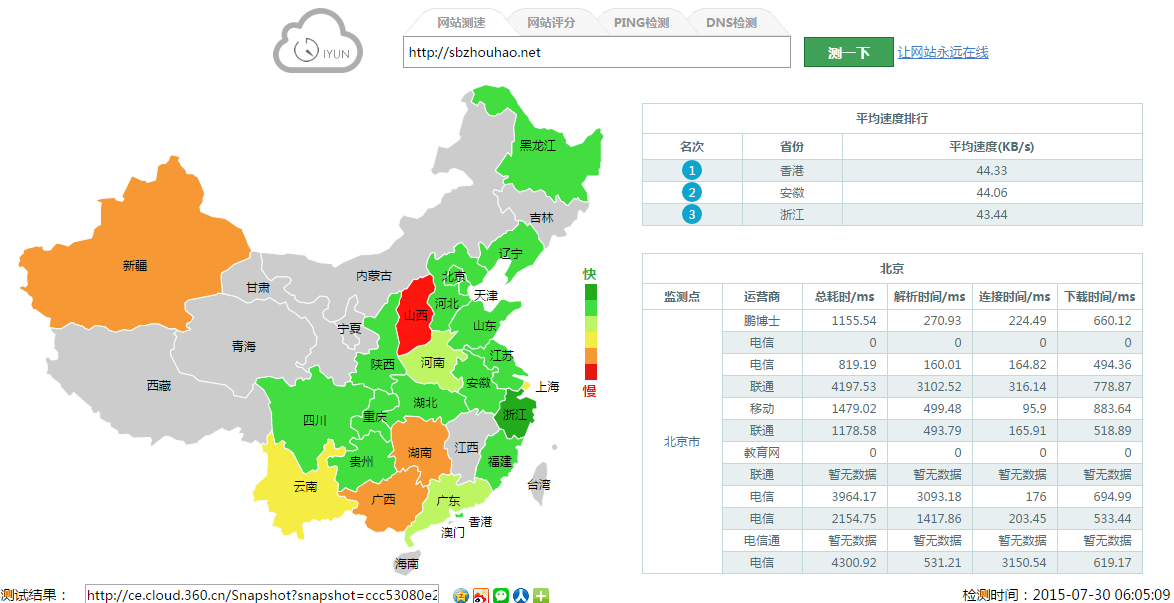 网站测速 网站评分 PING检测 DNS检测
IYUN
http://sbzhouhao.net 测一下 让网站永远在线
平均速度排行
名次 省份 平均速度(KB/s)
1 香港 44.33
2 安徽 44.06
3 浙江 43.44
北京
监测点 运营商 总耗时/ms 解析时间/ms 连接时间/ms 下载时间/ms
鹏博士 1155.54 270.93 224.49 660.12
电信 0 0 0 0
电信 819.19 160.01 164.82 494.36
联通 4197.53 3102.52 316.14 778.87
移动 1479.02 499.48 95.9 883.64
联通 1178.58 493.79 165.91 518.89
北京市
教育网 0 0 0 0
联通 暂无数据 暂无数据 暂无数据 暂无数据
电信 3964.17 3093.18 176 694.99
电信 2154.75 1417.86 203.45 533.44
电信通 暂无数据 暂无数据 暂无数据 暂无数据
电信 4300.92 531.21 3150.54 619.17
黑龙江
吉林
辽宁
新疆
内蒙古
北京
甘肃
天津
河北
山西
宁夏
山东
青海
河南
江苏
陕西
西藏
安徽
上海
湖北
浙江
四川
重庆
江西
湖南
贵州
福建
云南
台湾
广西
广东
香港
澳门
海南
快
慢
测试结果： http://ce.cloud.360.cn/Snapshot?snapshot=ccc53080e2
检测时间：2015-07-30 06:05:09